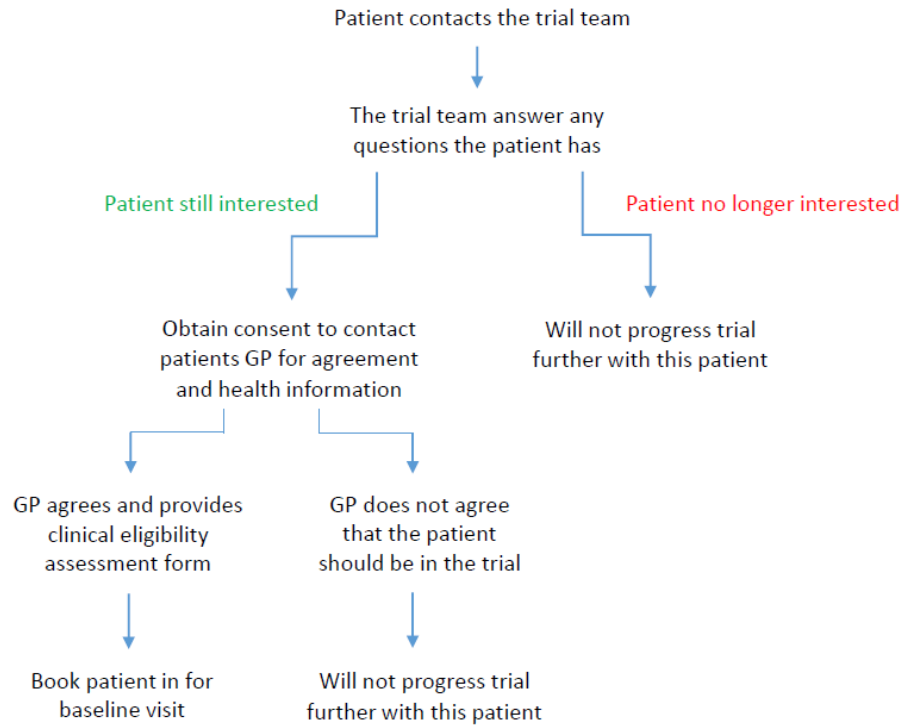 Patient contacts the trial team
The trial team answer any
questions the patient has
Patient still interested
Patient no longer interested
Obtain consent to contact
patients GP for agreement
and health information
Will not progress trial
further with this patient
GP agrees and provides
clinical eligibility
assessment form
GP does not agree
that the patient
should be in the trial
Book patient in for
baseline visit
Will not progress trial
further with this patient